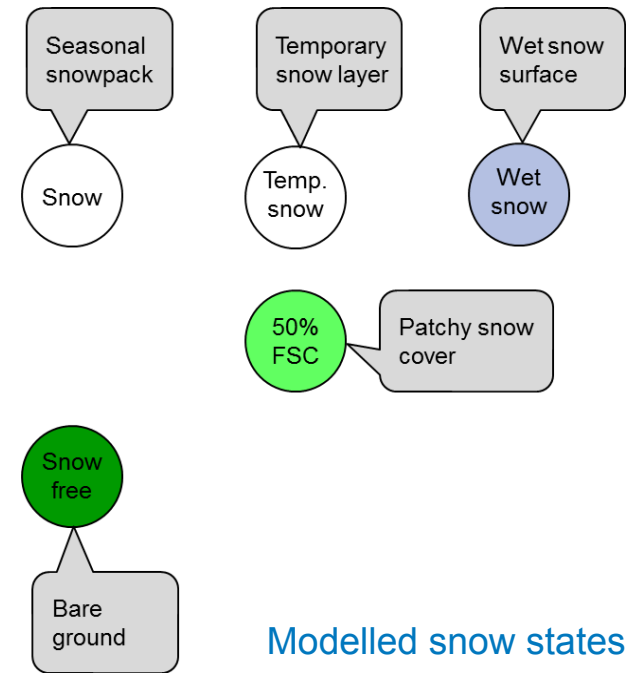 Seasonal
snowpack
Temporary
snow layer
Wet snow
surface
Snow
Temp.
snow
Wet
snow
50%
FSC
Patchy snow
cover
Snow
free
Bare
ground
Modelled snow states